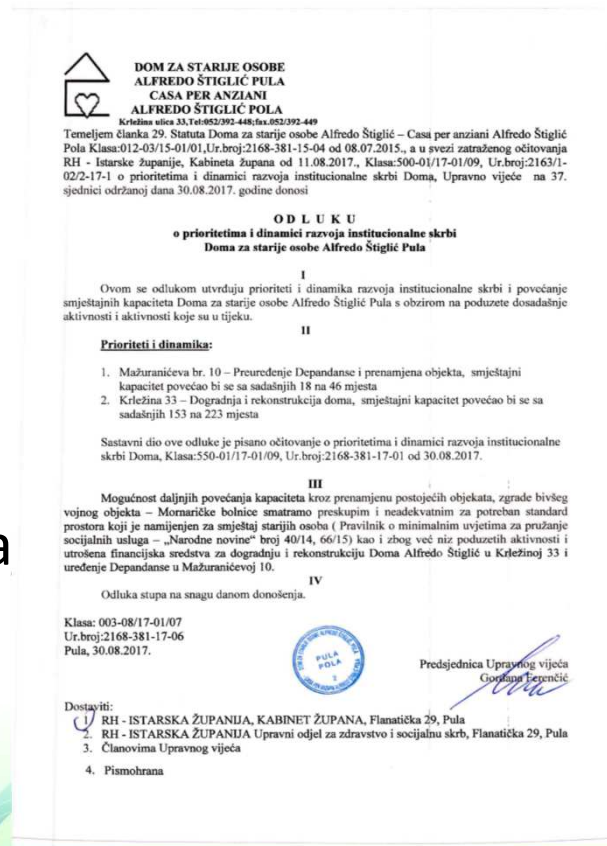 DOM ZA STARIJE OSOBE
ALFREDO ŠTIGLIĆ PULA
CASA PER ANZIANI
ALFREDO ŠTIGLIĆ POLA
Krležina ulica 33,Tel:052/392-448;fax.052/392-449
Temeljem članka 29. Statuta Doma za starije osobe Alfredo Štiglić – Casa per anziani Alfredo Štiglić
Pola Klasa:012-03/15-01/01,Ur.broj:2168-381-15-04 od 08.07.2015., a u svezi zatraženog očitovanja
RH - Istarske županije, Kabineta župana od 11.08.2017., Klasa:500-01/17-01/09, Ur.broj:2163/1-
02/2-17-1 o prioritetima i dinamici razvoja institucionalne skrbi Doma, Upravno vijeće na 37.
sjednici održanoj dana 30.08.2017. godine donosi
O D L U K U
o prioritetima i dinamici razvoja institucionalne skrbi
Doma za starije osobe Alfredo Štiglić Pula
I
Ovom se odlukom utvrđuju prioriteti i dinamika razvoja institucionalne skrbi i povećanje
smještajnih kapaciteta Doma za starije osobe Alfredo Štiglić Pula s obzirom na poduzete dosadašnje
aktivnosti i aktivnosti koje su u tijeku.
II
Prioriteti i dinamika:
1. Mažuranićeva br. 10 – Preuređenje Depandanse i prenamjena objekta, smještajni
kapacitet povećao bi se sa sadašnjih 18 na 46 mjesta
2. Krležina 33 – Dogradnja i rekonstrukcija doma, smještajni kapacitet povećao bi se sa
sadašnjih 153 na 223 mjesta
Sastavni dio ove odluke je pisano očitovanje o prioritetima i dinamici razvoja institucionalne
skrbi Doma, Klasa:550-01/17-01/09, Ur.broj:2168-381-17-01 od 30.08.2017.
III
Mogućnost daljnjih povećanja kapaciteta kroz prenamjenu postojećih objekata, zgrade bivšeg
vojnog objekta – Mornaričke bolnice smatramo preskupim i neadekvatnim za potreban standard
prostora koji je namijenjen za smještaj starijih osoba ( Pravilnik o minimalnim uvjetima za pružanje
socijalnih usluga – „Narodne novine“ broj 40/14, 66/15) kao i zbog već niz poduzetih aktivnosti i
utrošena financijska sredstva za dogradnju i rekonstrukciju Doma Alfredo Štiglić u Krležinoj 33 i
uređenje Depandanse u Mažuranićevoj 10.
IV
Odluka stupa na snagu danom donošenja.
Klasa: 003-08/17-01/07
Ur.broj:2168-381-17-06
Pula, 30.08.2017.
PULA
POLA
2
Predsjednica Upravnog vijeća
Gordana Ferenčić
Dostaviti:
1. RH - ISTARSKA ŽUPANIJA, KABINET ŽUPANA, Flanatička 29, Pula
2. RH - ISTARSKA ŽUPANIJA Upravni odjel za zdravstvo i socijalnu skrb, Flanatička 29, Pula
3. Članovima Upravnog vijeća
4. Pismohrana
a